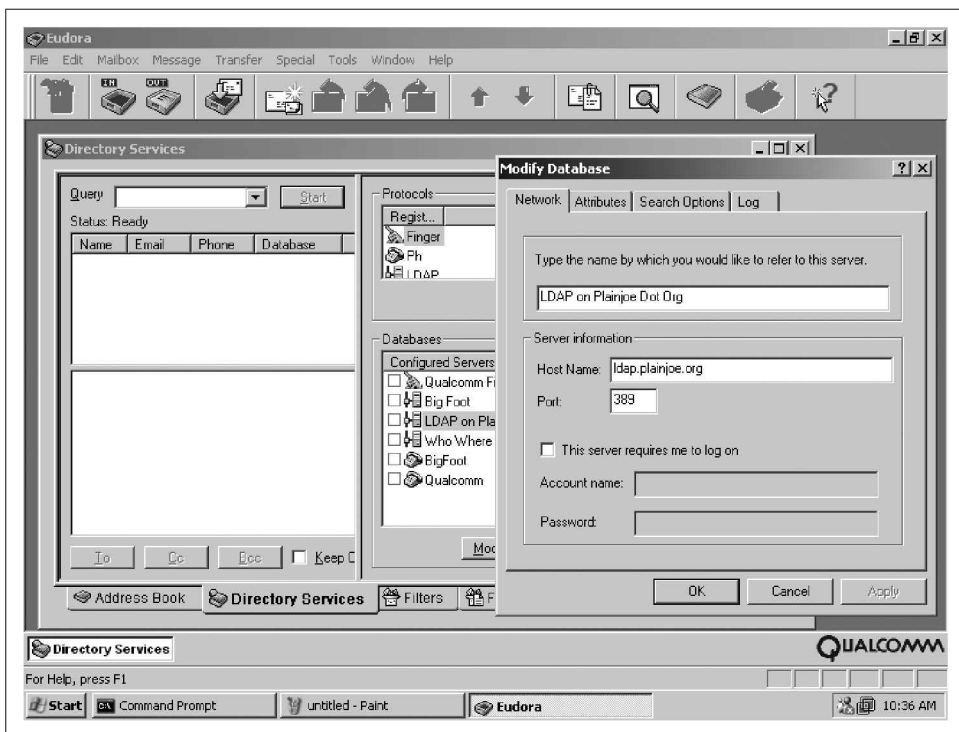 Eudora
File Edit Mailbox Message Transfer Special Tools Window Help
IN OUT
Directory Services
Query Start
Status: Ready
Name Email Phone Database
To Cc Bcc Keep
Protocols
Regist...
Finger
Ph
LDAP
Databases
Configured Servers
Qualcomm
Big Foot
LDAP on
Who Where
BigFoot
Qualcomm
Address Book Directory Services Filters
Modify Database
Network Attributes Search Options Log
Type the name by which you would like to refer to this server.
LDAP on Plainjoe Dot Org
Server information
Host Name: ldap.plainjoe.org
Port: 389
This server requires me to log on
Account name:
Password:
OK Cancel Apply
Directory Services
QUALCOMM
For Help, press F1
Start Command Prompt untitled - Paint Eudora 10:36 AM